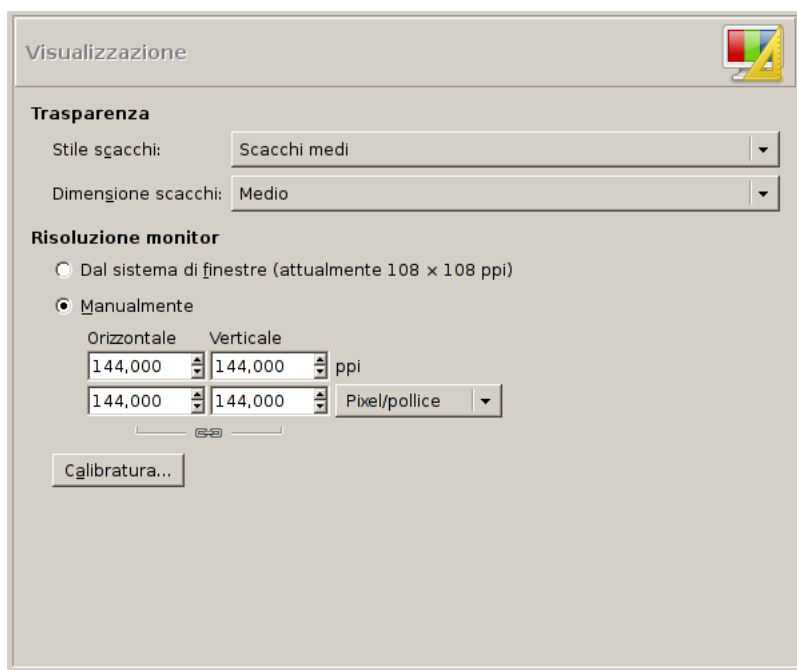 Visualizzazione
Trasparenza
Stile scacchi: Scacchi medi
Dimensione scacchi: Medio
Risoluzione monitor
Dal sistema di finestre (attualmente 108 × 108 ppi)
Manualmente
Orizzontale Verticale
144,000 144,000 ppi
144,000 144,000 Pixel/pollice
Calibratura...